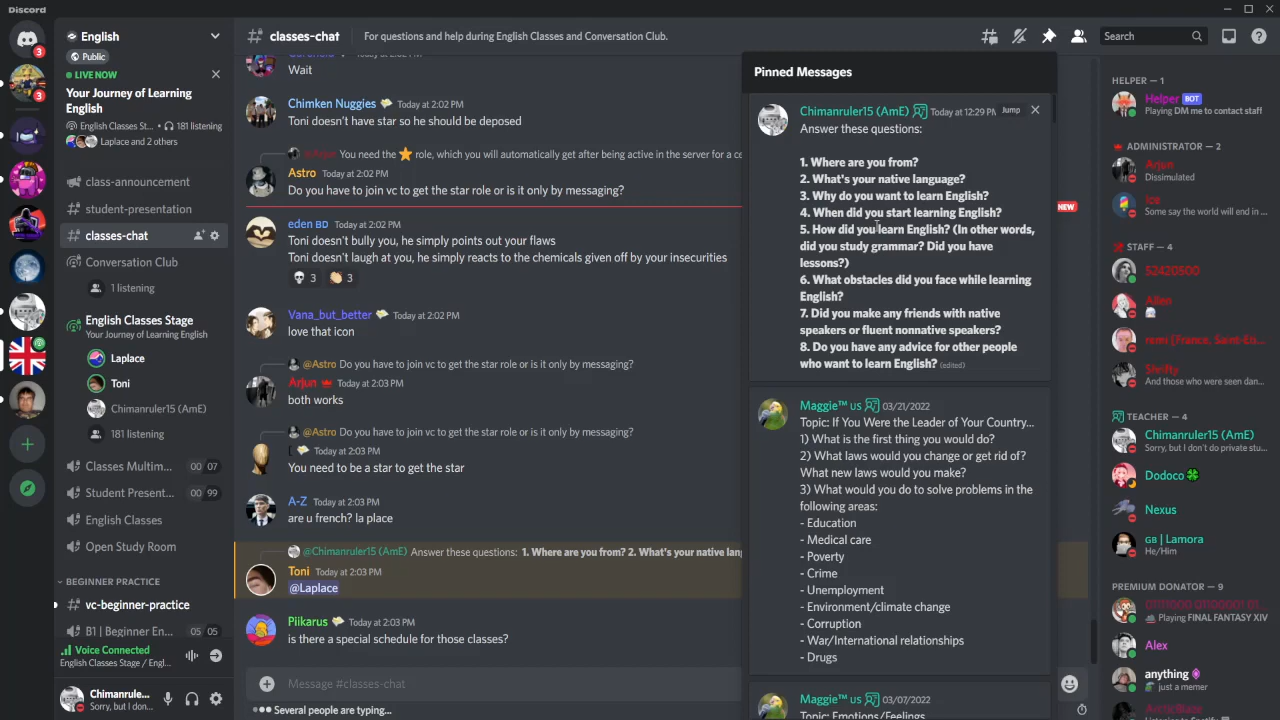 Discord
English
Public
LIVE NOW
Your Journey of Learning
English
English Classes St... • 181 listening
Laplace and 2 others
class-announcement
student-presentation
classes-chat
Conversation Club
1 listening
English Classes Stage
Your Journey of Learning English
Laplace
Toni
Chimanruler15 (AmE)
181 listening
Classes Multim... 00 07
Student Present... 00 99
English Classes
Open Study Room
BEGINNER PRACTICE
vc-beginner-practice
B1 | Beginner En... 05 05
Voice Connected
English Classes Stage / Engl...
Chimanrule...
Sorry, but I don...
3
3
classes-chat
For questions and help during English Classes and Conversation Club.
Search
Today at 2:02 PM
Wait
Chimken Nuggies Today at 2:02 PM
Toni doesn't have star so he should be deposed
@Arjun You need the ⭐ role, which you will automatically get after being active in the server for a ce
Astro Today at 2:02 PM
Do you have to join vc to get the star role or is it only by messaging?
NEW
eden BD Today at 2:02 PM
Toni doesn't bully you, he simply points out your flaws
Toni doesn't laugh at you, he simply reacts to the chemicals given off by your insecurities
3 3
Vana_but_better Today at 2:02 PM
love that icon
@Astro Do you have to join vc to get the star role or is it only by messaging?
Arjun Today at 2:03 PM
both works
@Astro Do you have to join vc to get the star role or is it only by messaging?
[ Today at 2:03 PM
You need to be a star to get the star
A-Z Today at 2:03 PM
are u french? la place
@Chimanruler15 (AmE) Answer these questions: 1. Where are you from? 2. What's your native lang
Toni Today at 2:03 PM
@Laplace
Piikarus Today at 2:03 PM
is there a special schedule for those classes?
Message #classes-chat
Several people are typing...
Pinned Messages
Chimanruler15 (AmE) Today at 12:29 PM Jump
Answer these questions:
1. Where are you from?
2. What's your native language?
3. Why do you want to learn English?
4. When did you start learning English?
5. How did you learn English? (In other words,
did you study grammar? Did you have
lessons?)
6. What obstacles did you face while learning
English?
7. Did you make any friends with native
speakers or fluent nonnative speakers?
8. Do you have any advice for other people
who want to learn English? (edited)
Maggie™ us 03/21/2022
Topic: If You Were the Leader of Your Country...
1) What is the first thing you would do?
2) What laws would you change or get rid of?
What new laws would you make?
3) What would you do to solve problems in the
following areas:
- Education
- Medical care
- Poverty
- Crime
- Unemployment
- Environment/climate change
- Corruption
- War/International relationships
- Drugs
Maggie™ us 03/07/2022
Topic: Emotions/Feelings
HELPER — 1
Helper BOT
Playing DM me to contact staff
ADMINISTRATOR — 2
Arjun
Dissimulated
Ice
Some say the world will end in ...
STAFF — 4
52420500
Allen
remi [France, Saint-Éti...
Shrifty
And those who were seen dan...
TEACHER — 4
Chimanruler15 (AmE)
Sorry, but I don't do private stu...
Dodoco
Nexus
GB | Lamora
He/Him
PREMIUM DONATOR — 9
Playing FINAL FANTASY XIV
Alex
anything
just a memer
ArcticBlaze